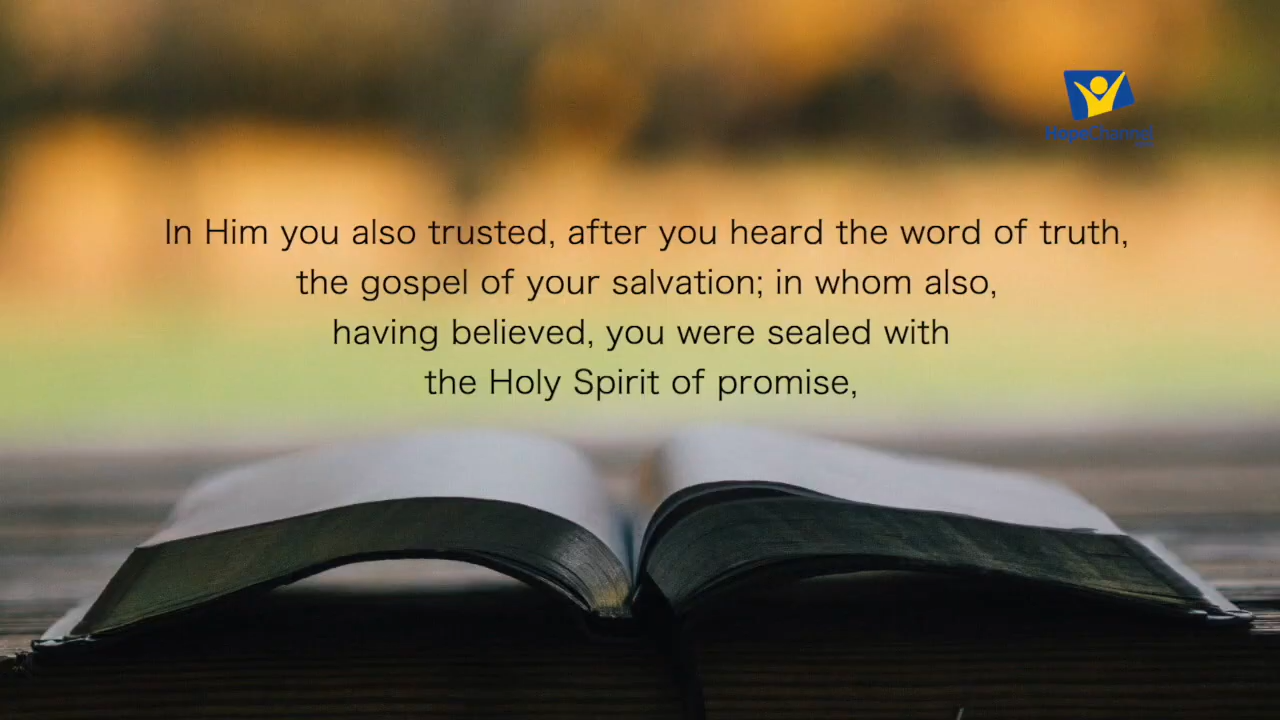 HopeChannel
In Him you also trusted, after you heard the word of truth,
the gospel of your salvation; in whom also,
having believed, you were sealed with
the Holy Spirit of promise,